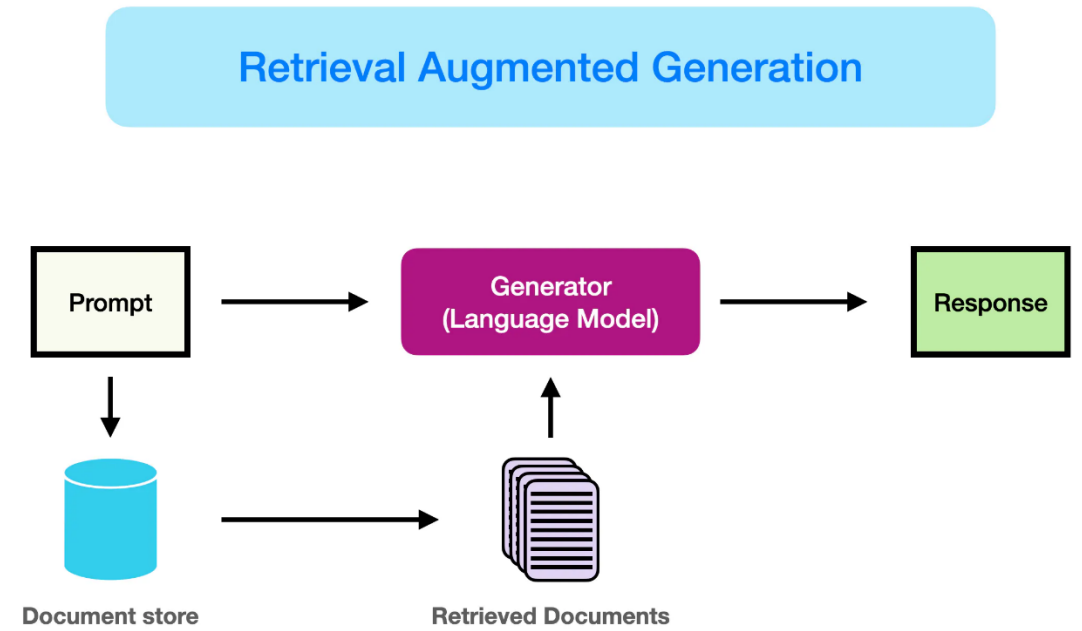 Retrieval Augmented Generation
Prompt
Generator
(Language Model)
Response
Document store
Retrieved Documents